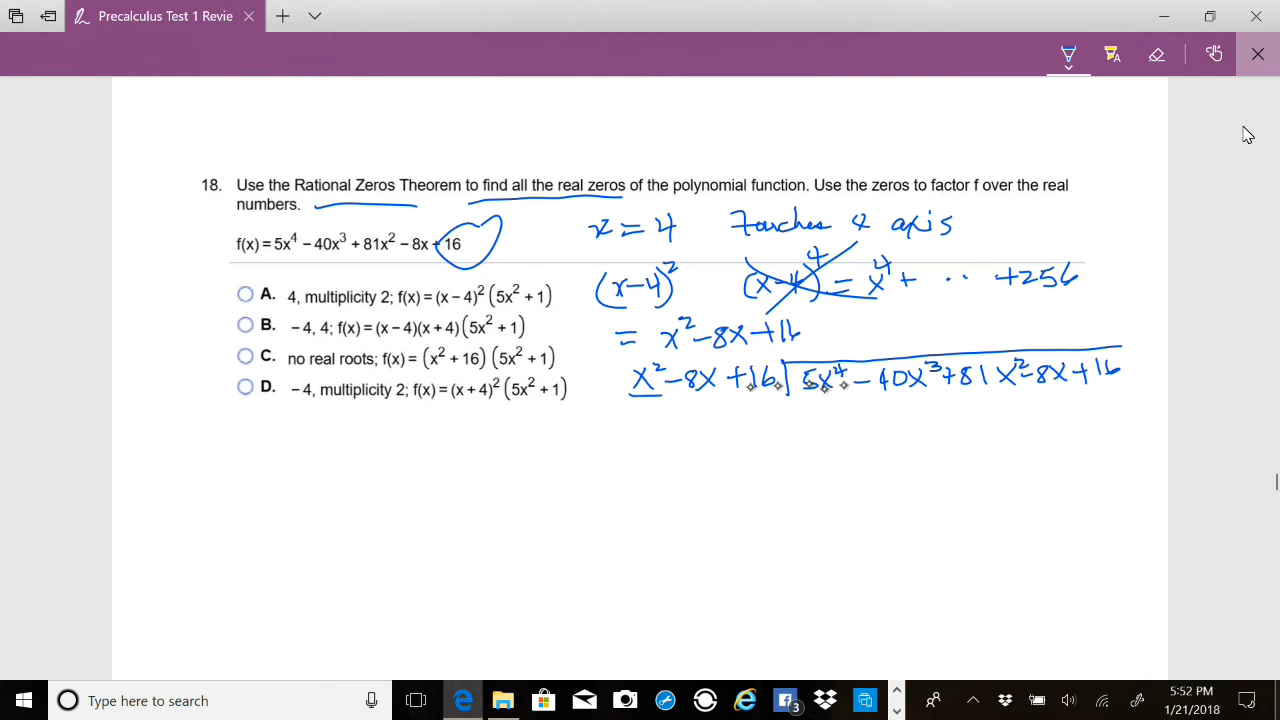 Precalculus Test 1 Revie
18. Use the Rational Zeros Theorem to find all the real zeros of the polynomial function. Use the zeros to factor f over the real
numbers.
x = 4 Touches x axis
f(x) = 5x⁴ − 40x³ + 81x² − 8x + 16
(x−4)² (x−4)⁴ = x⁴ + ·· +256
A. 4, multiplicity 2; f(x) = (x − 4)² (5x² + 1)
B. − 4, 4; f(x) = (x − 4)(x + 4)(5x² + 1)
= x² −8x +16
C. no real roots; f(x) = (x² + 16)(5x² + 1)
x² −8x +16 5x⁴ − 40x³ +81x² −8x +16
D. − 4, multiplicity 2; f(x) = (x + 4)² (5x² + 1)
Type here to search
3
5:52 PM
1/21/2018